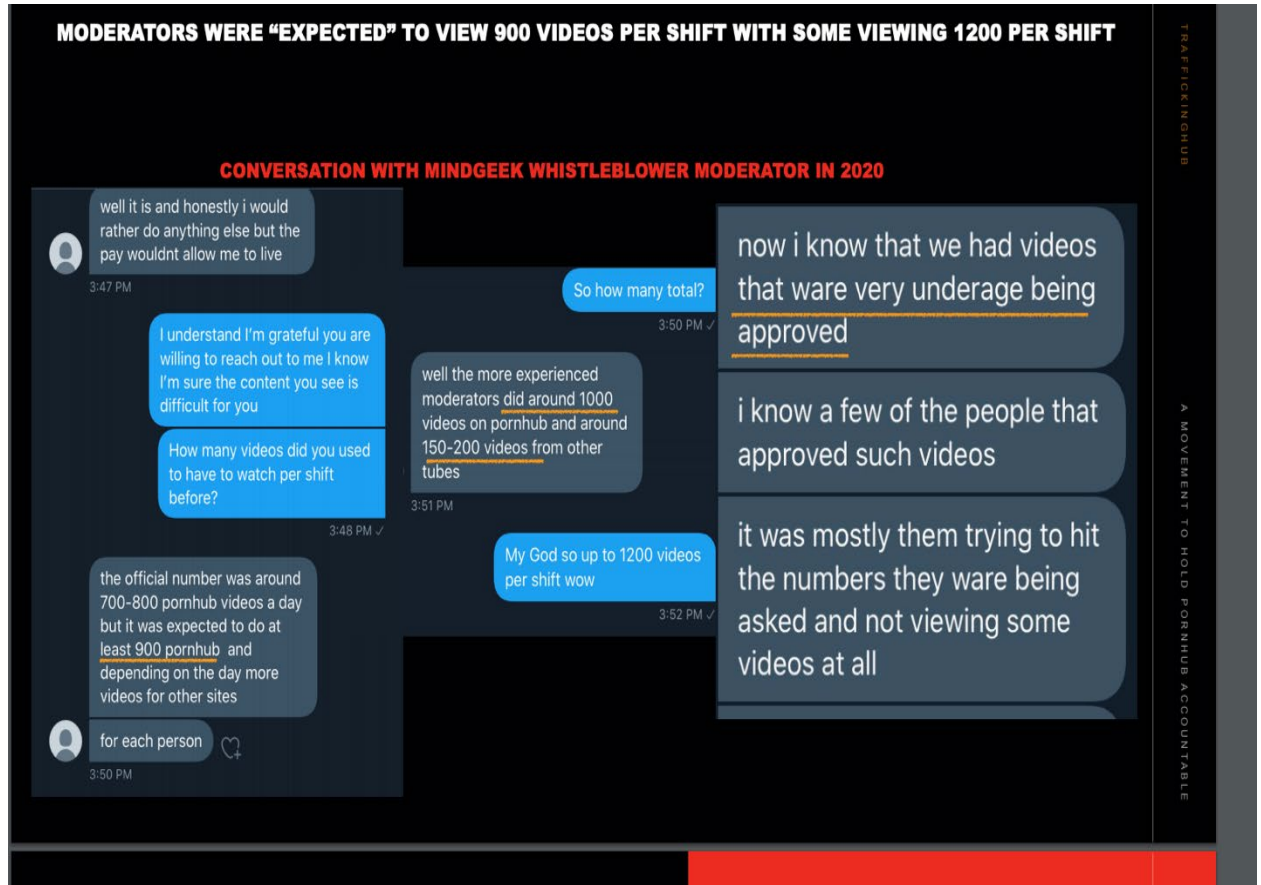 MODERATORS WERE “EXPECTED” TO VIEW 900 VIDEOS PER SHIFT WITH SOME VIEWING 1200 PER SHIFT
CONVERSATION WITH MINDGEEK WHISTLEBLOWER MODERATOR IN 2020
well it is and honestly i would
rather do anything else but the
pay wouldnt allow me to live
3:47 PM
I understand I'm grateful you are
willing to reach out to me I know
I'm sure the content you see is
difficult for you
How many videos did you used
to have to watch per shift
before?
3:48 PM ✓
the official number was around
700-800 pornhub videos a day
but it was expected to do at
least 900 pornhub and
depending on the day more
videos for other sites
for each person
3:50 PM
So how many total?
3:50 PM ✓
well the more experienced
moderators did around 1000
videos on pornhub and around
150-200 videos from other
tubes
3:51 PM
My God so up to 1200 videos
per shift wow
3:52 PM ✓
now i know that we had videos
that ware very underage being
approved
i know a few of the people that
approved such videos
it was mostly them trying to hit
the numbers they ware being
asked and not viewing some
videos at all
TRAFFICKINGHUB
A MOVEMENT TO HOLD PORNHUB ACCOUNTABLE